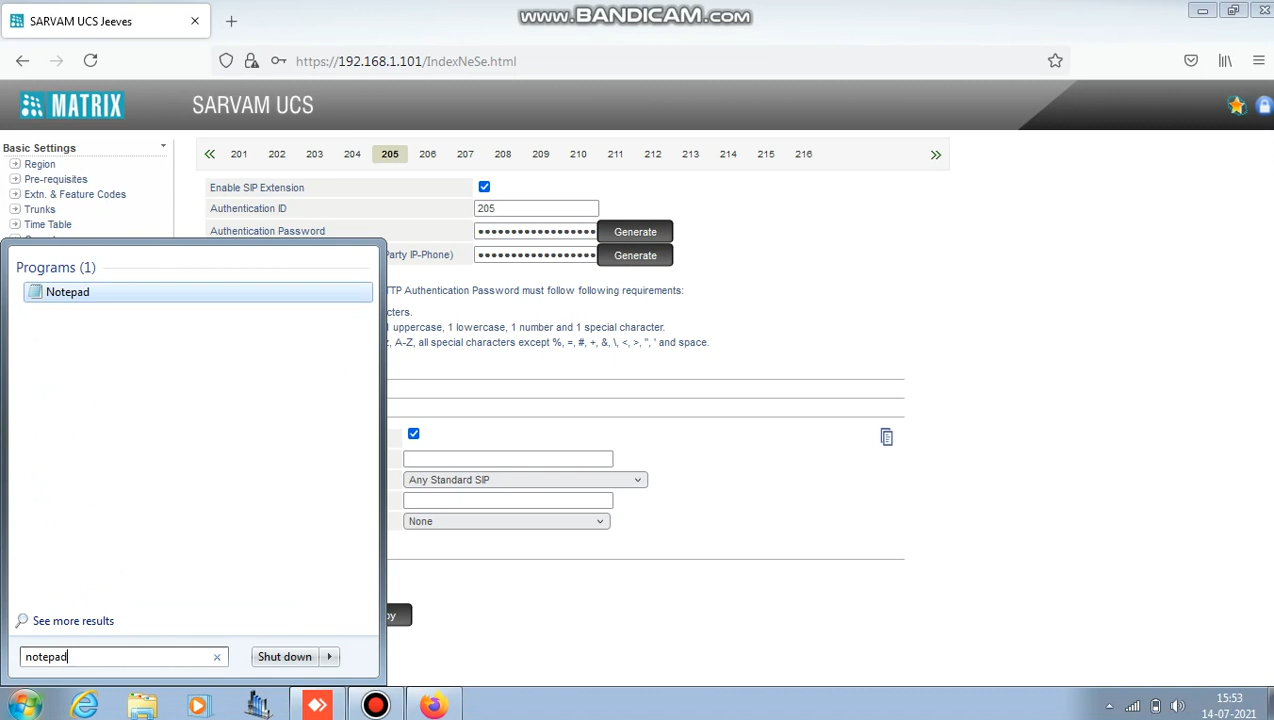 SARVAM UCS Jeeves
www.BANDICAM.com
https://192.168.1.101/IndexNeSe.html
MATRIX
SARVAM UCS
Basic Settings
Region
Pre-requisites
Extn. & Feature Codes
Trunks
Time Table
201 202 203 204 205 206 207 208 209 210 211 212 213 214 215 216
Enable SIP Extension
Authentication ID 205
Authentication Password Generate
Party IP-Phone) Generate
TTP Authentication Password must follow following requirements:
cters.
uppercase, 1 lowercase, 1 number and 1 special character.
, A-Z, all special characters except %, =, #, +, &, \, <, >, ", ' and space.
Any Standard SIP
None
Programs (1)
Notepad
See more results
notepad
Shut down
15:53
14-07-2021